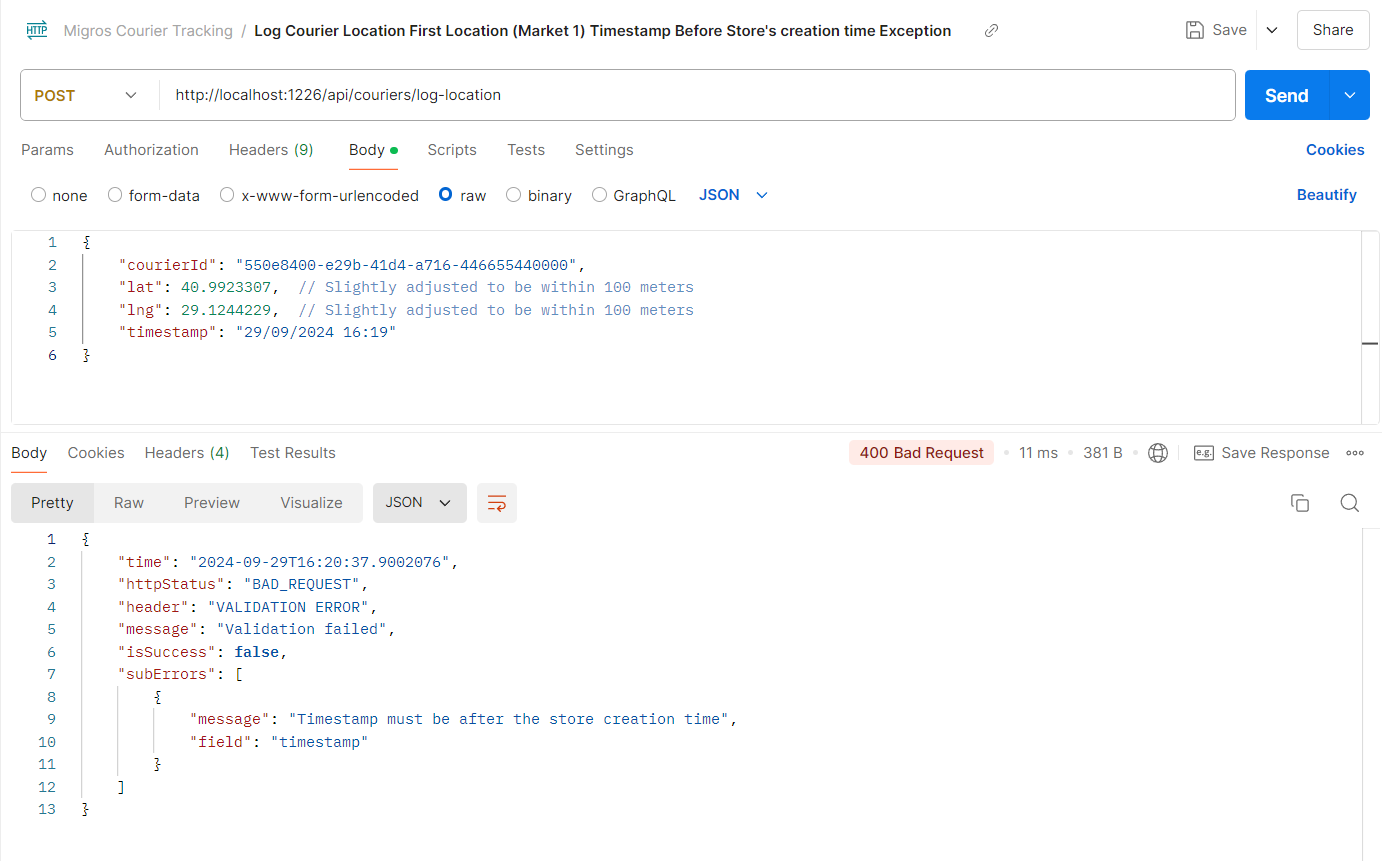 HTTP Migros Courier Tracking / Log Courier Location First Location (Market 1) Timestamp Before Store's creation time Exception Save Share
POST http://localhost:1226/api/couriers/log-location Send
Params Authorization Headers (9) Body Scripts Tests Settings Cookies
none form-data x-www-form-urlencoded raw binary GraphQL JSON Beautify
1 {
2 "courierId": "550e8400-e29b-41d4-a716-446655440000",
3 "lat": 40.9923307, // Slightly adjusted to be within 100 meters
4 "lng": 29.1244229, // Slightly adjusted to be within 100 meters
5 "timestamp": "29/09/2024 16:19"
6 }
Body Cookies Headers (4) Test Results 400 Bad Request 11 ms 381 B e.g. Save Response
Pretty Raw Preview Visualize JSON
1 {
2 "time": "2024-09-29T16:20:37.9002076",
3 "httpStatus": "BAD_REQUEST",
4 "header": "VALIDATION ERROR",
5 "message": "Validation failed",
6 "isSuccess": false,
7 "subErrors": [
8 {
9 "message": "Timestamp must be after the store creation time",
10 "field": "timestamp"
11 }
12 ]
13 }